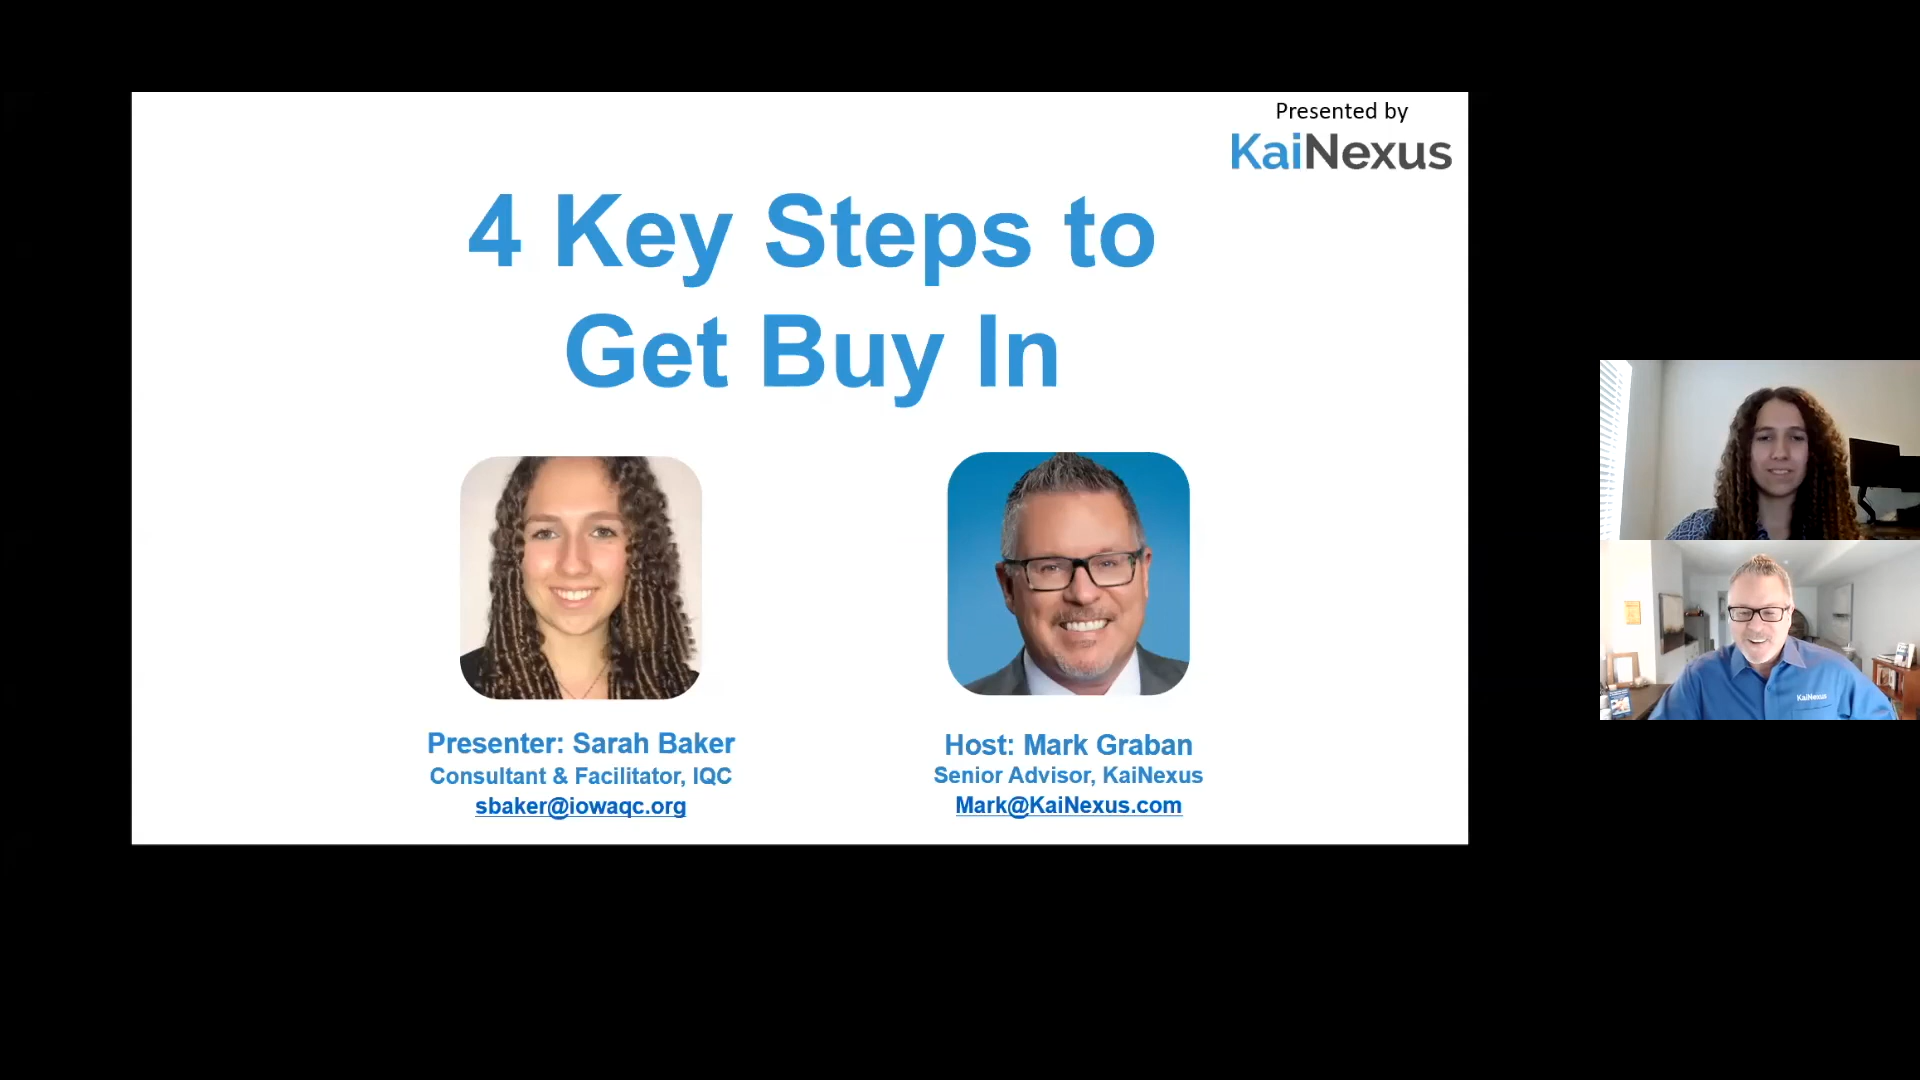 Presented by
KaiNexus
4 Key Steps to
Get Buy In
Presenter: Sarah Baker
Consultant & Facilitator, IQC
sbaker@iowaqc.org
Host: Mark Graban
Senior Advisor, KaiNexus
Mark@KaiNexus.com
KaiNexus